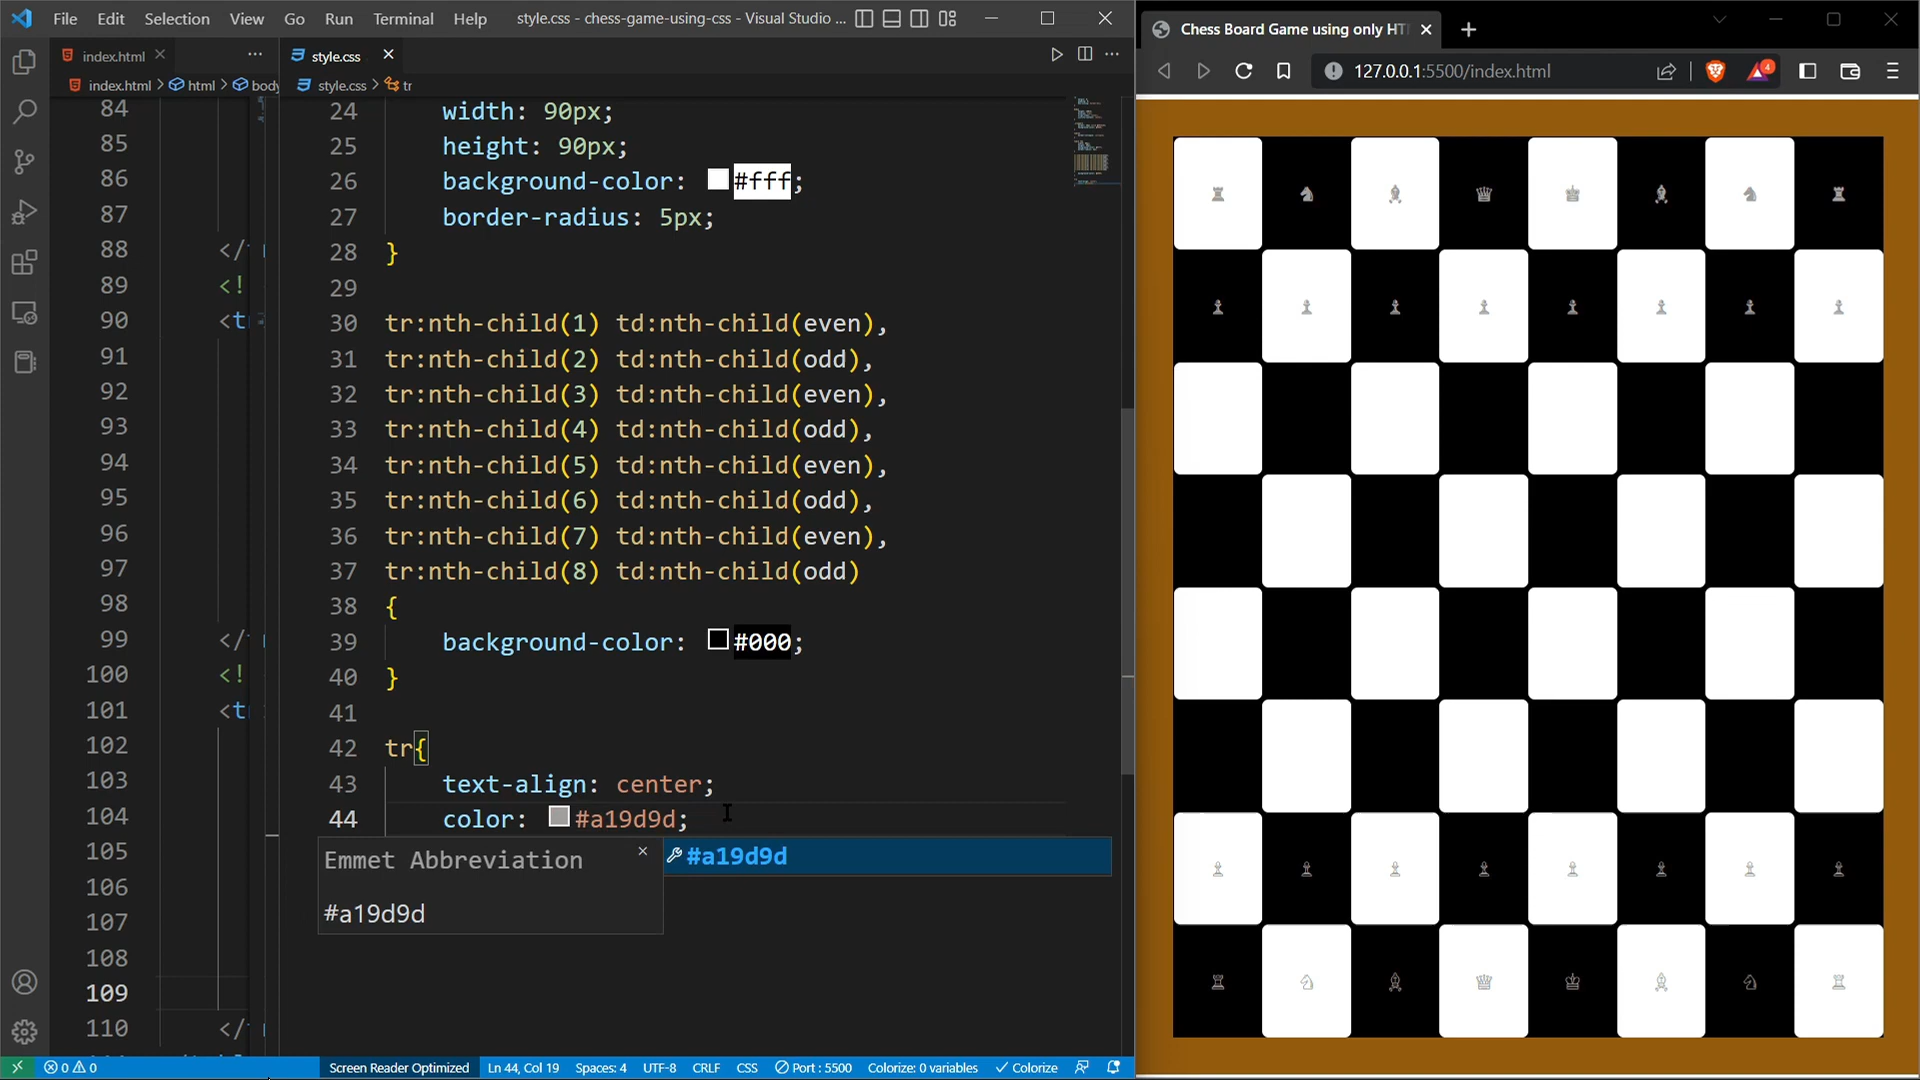 File Edit Selection View Go Run Terminal Help style.css - chess-game-using-css - Visual Studio ...
index.html
style.css
index.html > html > body
style.css > tr
84
85
86
87
88 </
89 <!
90 <t
91
92
93
94
95
96
97
98
99 </
100 <!
101 <t
102
103
104
105
106
107
108
109
110 </
24 width: 90px;
25 height: 90px;
26 background-color: #fff;
27 border-radius: 5px;
28 }
29
30 tr:nth-child(1) td:nth-child(even),
31 tr:nth-child(2) td:nth-child(odd),
32 tr:nth-child(3) td:nth-child(even),
33 tr:nth-child(4) td:nth-child(odd),
34 tr:nth-child(5) td:nth-child(even),
35 tr:nth-child(6) td:nth-child(odd),
36 tr:nth-child(7) td:nth-child(even),
37 tr:nth-child(8) td:nth-child(odd)
38 {
39 background-color: #000;
40 }
41
42 tr{
43 text-align: center;
44 color: #a19d9d;
Emmet Abbreviation
#a19d9d
#a19d9d
0 0 Screen Reader Optimized Ln 44, Col 19 Spaces: 4 UTF-8 CRLF CSS Port : 5500 Colorize: 0 variables Colorize
Chess Board Game using only HT
127.0.0.1:5500/index.html
4